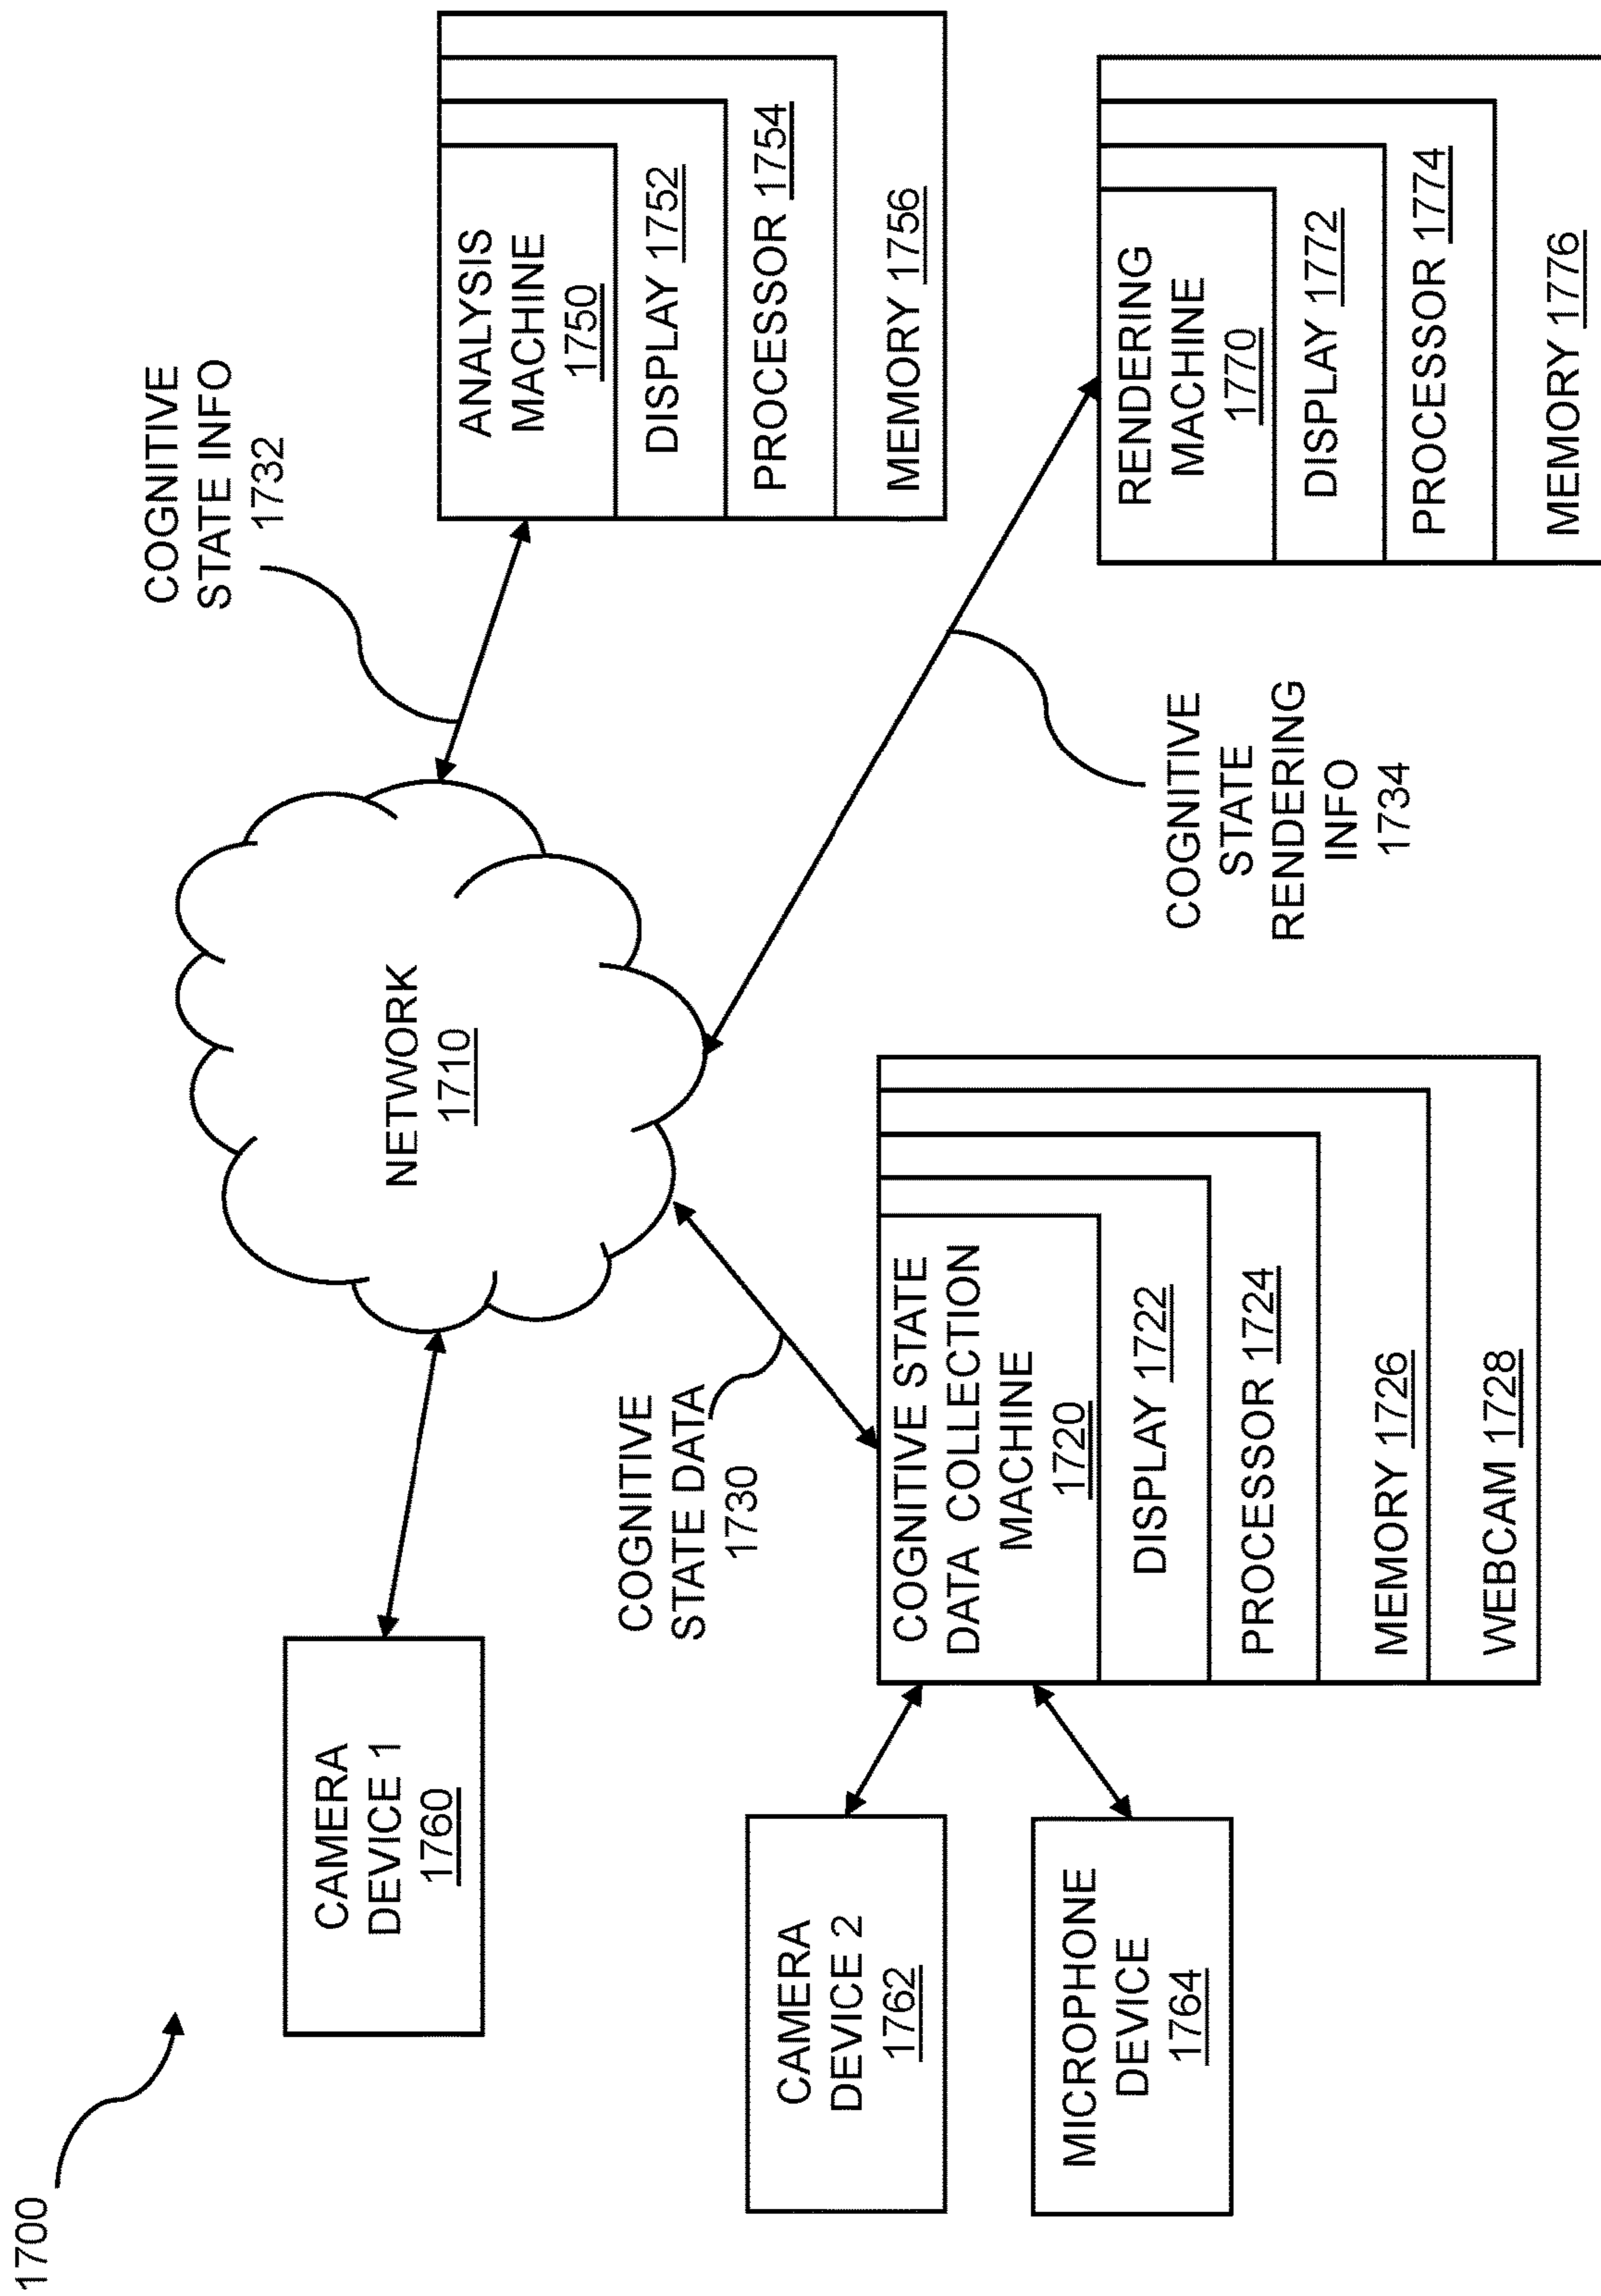 1700
CAMERA
DEVICE 1
1760
NETWORK
1710
COGNITIVE
STATE INFO
1732
ANALYSIS
MACHINE
1750
DISPLAY 1752
PROCESSOR 1754
MEMORY 1756
COGNITIVE
STATE DATA
1730
CAMERA
DEVICE 2
1762
MICROPHONE
DEVICE
1764
COGNITIVE STATE
DATA COLLECTION
MACHINE
1720
DISPLAY 1722
PROCESSOR 1724
MEMORY 1726
WEBCAM 1728
COGNITIVE
STATE
RENDERING
INFO
1734
RENDERING
MACHINE
1770
DISPLAY 1772
PROCESSOR 1774
MEMORY 1776